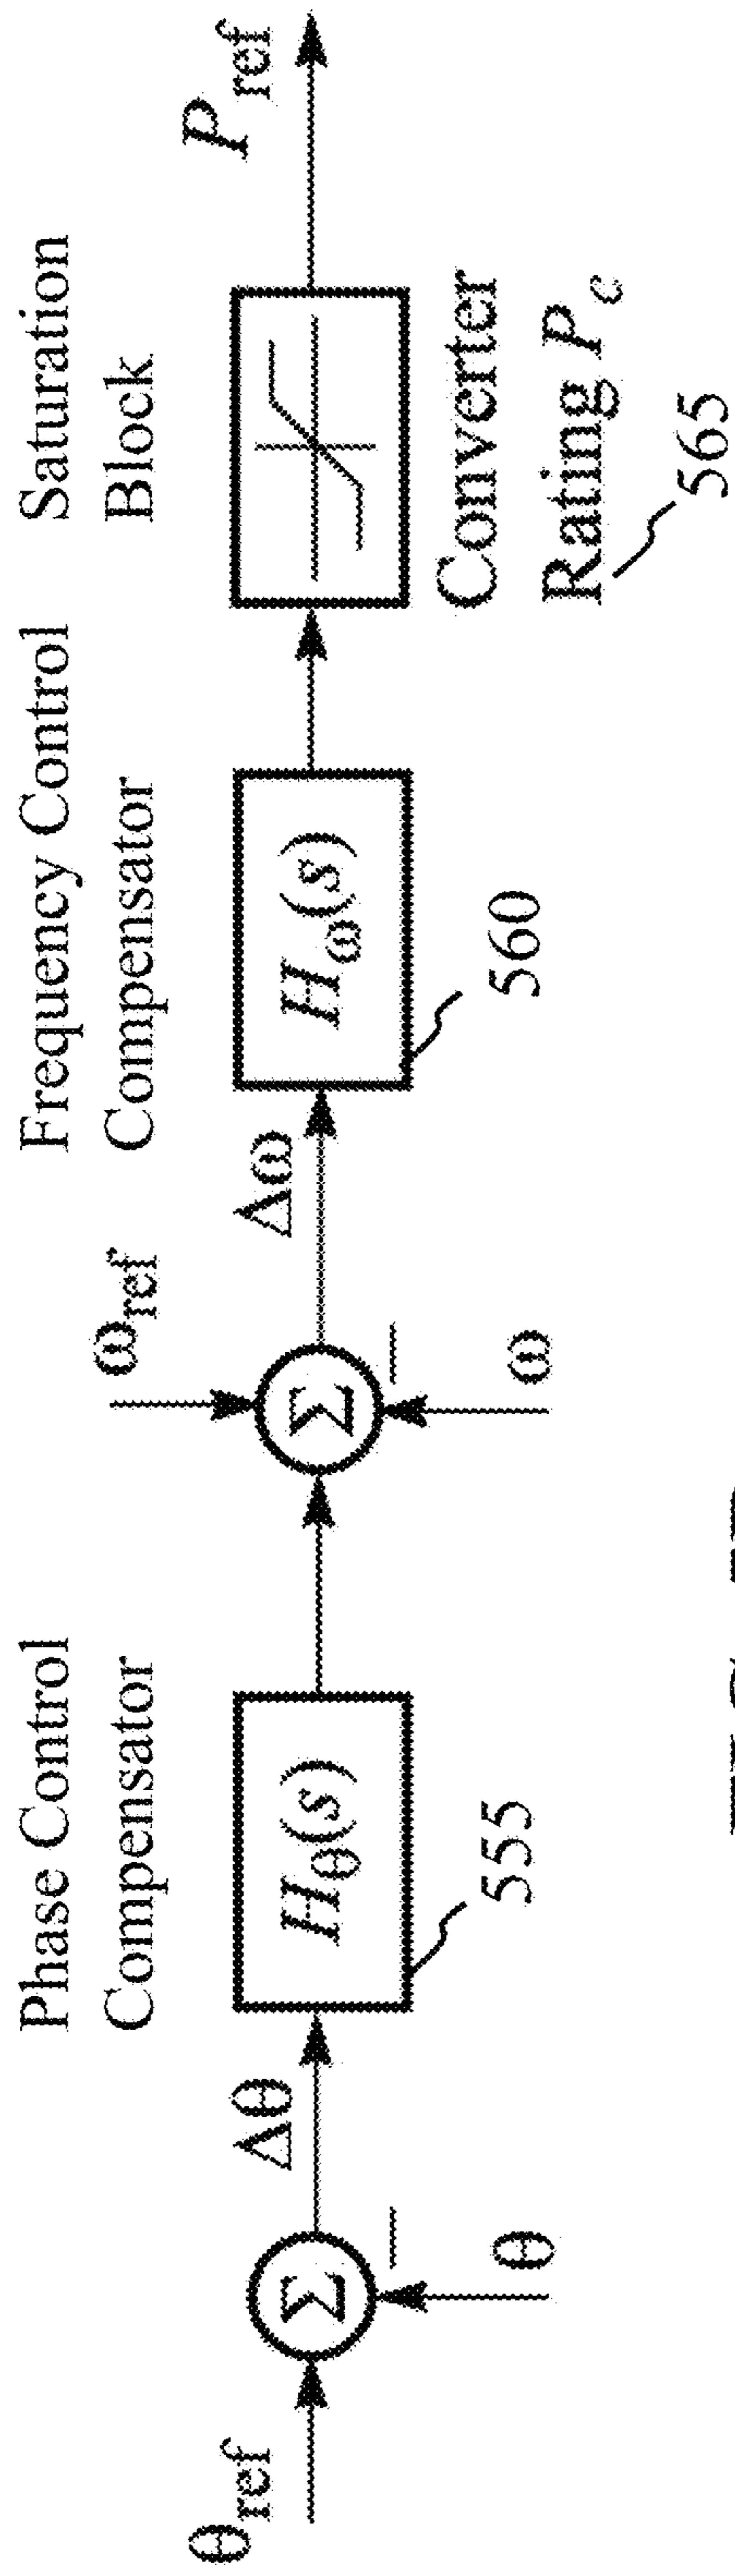 Phase Control
Compensator
Frequency Control
Compensator
Saturation
Block
θref
Σ
θ
−
Δθ
Hθ(s)
555
ωref
Σ
ω
−
Δω
Hω(s)
560
Converter
Rating Pc
565
Pref